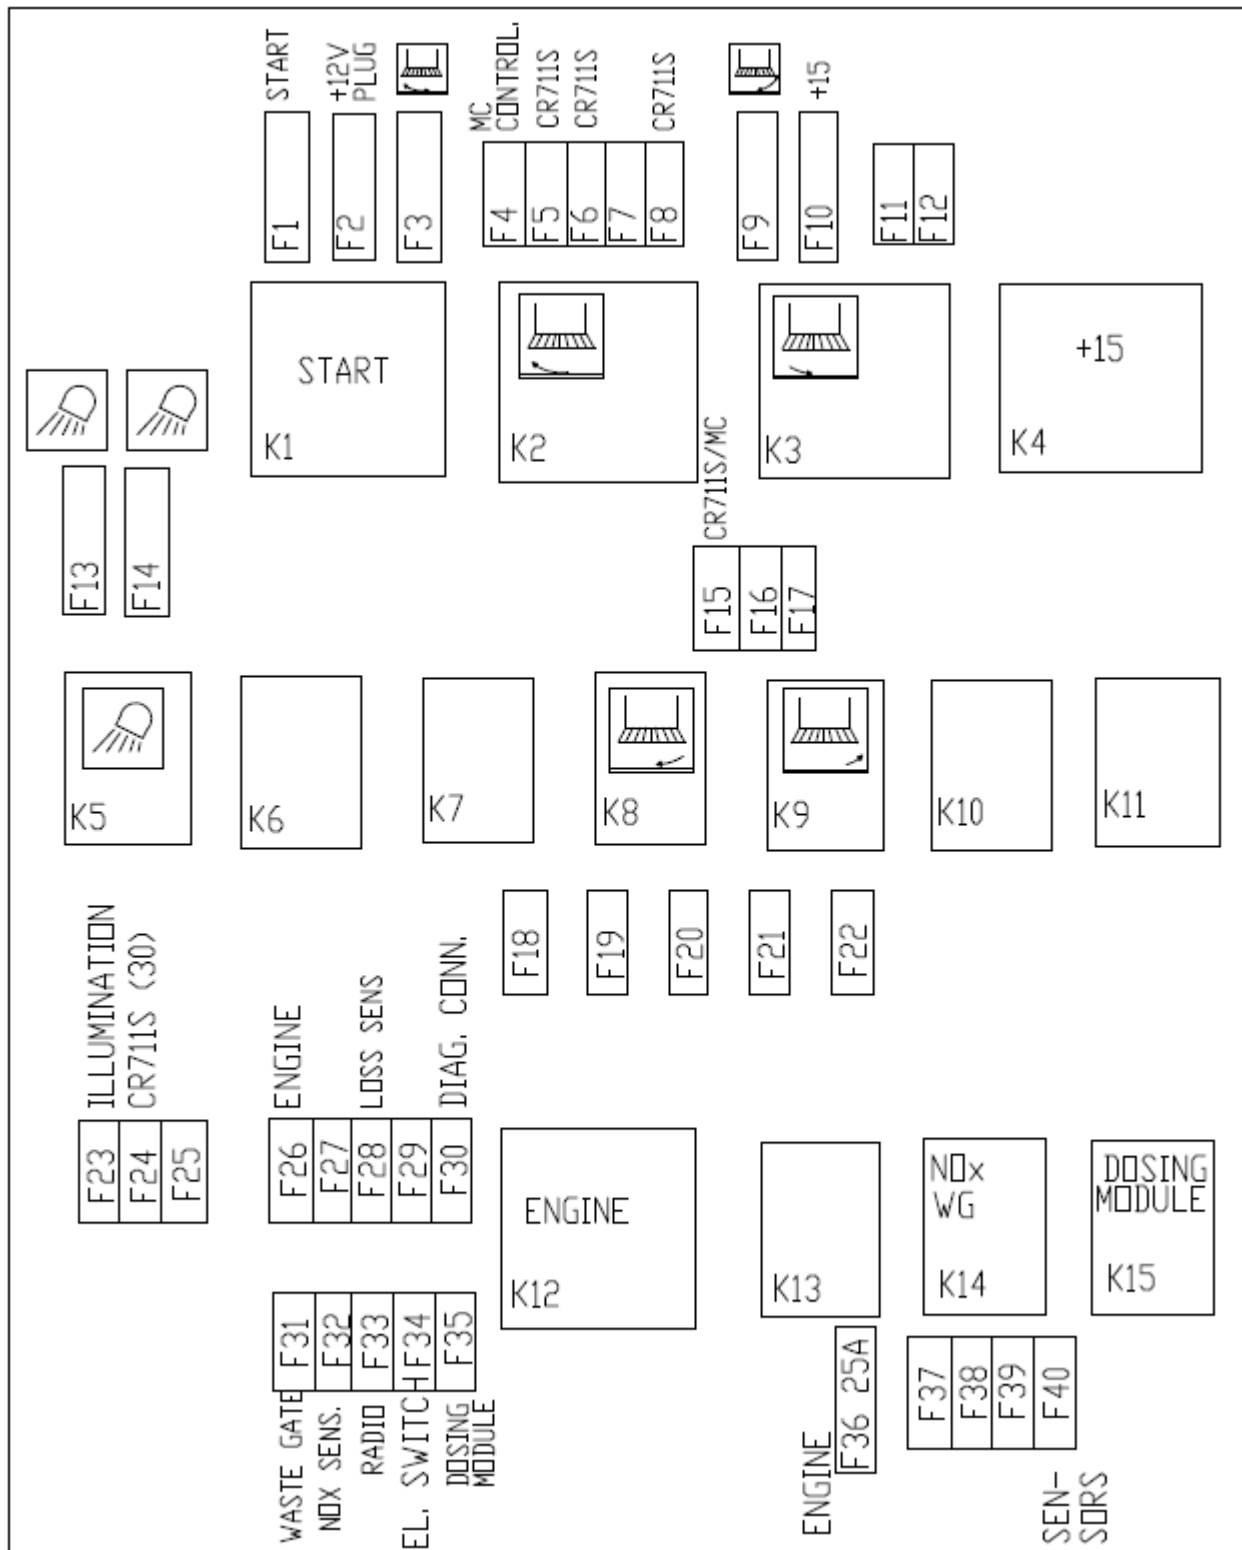 START
+12V
PLUG
MC
CONTROL.
CR711S
CR711S
CR711S
+15
F1
F2
F3
F4
F5
F6
F7
F8
F9
F10
F11
F12
START
K1
K2
K3
+15
K4
F13
F14
CR711S/MC
F15
F16
F17
K5
K6
K7
K8
K9
K10
K11
F18
F19
F20
F21
F22
ILLUMINATION
CR711S (30)
F23
F24
F25
ENGINE
LOSS SENS
DIAG. CONN.
F26
F27
F28
F29
F30
ENGINE
K12
K13
NOx
WG
K14
DOSING
MODULE
K15
F31
F32
F33
F34
F35
WASTE GATE
NOX SENS.
RADIO
EL. SWITCH
DOSING
MODULE
ENGINE
F36 25A
F37
F38
F39
F40
SEN-
SORS